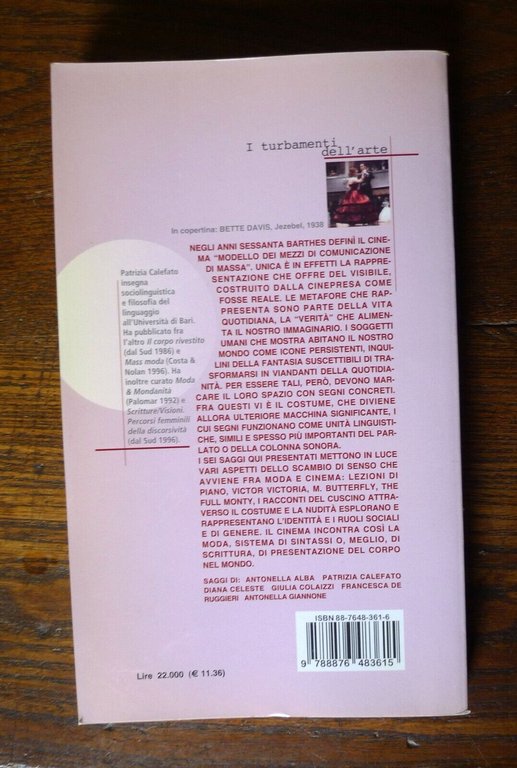 I turbamenti
dell'arte
In copertina: BETTE DAVIS, Jezebel, 1938
Patrizia Calefato
insegna
sociolinguistica
e filosofia del
linguaggio
all'Università di Bari.
Ha pubblicato fra
l'altro Il corpo rivestito
(dal Sud 1986) e
Mass moda (Costa &
Nolan 1996). Ha
inoltre curato Moda
& Mondanità
(Palomar 1992) e
Scritture/Visioni.
Percorsi femminili
della discorsività
(dal Sud 1996).
NEGLI ANNI SESSANTA BARTHES DEFINÌ IL CINE-
MA "MODELLO DEI MEZZI DI COMUNICAZIONE
DI MASSA". UNICA È IN EFFETTI LA RAPPRE-
SENTAZIONE CHE OFFRE DEL VISIBILE,
COSTRUITO DALLA CINEPRESA COME
FOSSE REALE. LE METAFORE CHE RAP-
PRESENTA SONO PARTE DELLA VITA
QUOTIDIANA, LA "VERITÀ" CHE ALIMEN-
TA IL NOSTRO IMMAGINARIO. I SOGGETTI
UMANI CHE MOSTRA ABITANO IL NOSTRO
MONDO COME ICONE PERSISTENTI, INQUI-
LINI DELLA FANTASIA SUSCETTIBILI DI TRA-
SFORMARSI IN VIANDANTI DELLA QUOTIDIA-
NITÀ. PER ESSERE TALI, PERÒ, DEVONO MAR-
CARE IL LORO SPAZIO CON SEGNI CONCRETI.
FRA QUESTI VI È IL COSTUME, CHE DIVIENE
ALLORA ULTERIORE MACCHINA SIGNIFICANTE, I
CUI SEGNI FUNZIONANO COME UNITÀ LINGUISTI-
CHE, SIMILI E SPESSO PIÙ IMPORTANTI DEL PAR-
LATO O DELLA COLONNA SONORA.
I SEI SAGGI QUI PRESENTATI METTONO IN LUCE
VARI ASPETTI DELLO SCAMBIO DI SENSO CHE
AVVIENE FRA MODA E CINEMA: LEZIONI DI
PIANO, VICTOR VICTORIA, M. BUTTERFLY, THE
FULL MONTY, I RACCONTI DEL CUSCINO ATTRA-
VERSO IL COSTUME E LA NUDITÀ ESPLORANO E
RAPPRESENTANO L'IDENTITÀ E I RUOLI SOCIALI
E DI GENERE. IL CINEMA INCONTRA COSÌ LA
MODA, SISTEMA DI SINTASSI O, MEGLIO, DI
SCRITTURA, DI PRESENTAZIONE DEL CORPO
NEL MONDO.
SAGGI DI: ANTONELLA ALBA PATRIZIA CALEFATO
DIANA CELESTE GIULIA COLAIZZI FRANCESCA DE
RUGGIERI ANTONELLA GIANNONE
ISBN 88-7648-361-6
9 788876 483615
Lire 22.000 (€ 11.36)